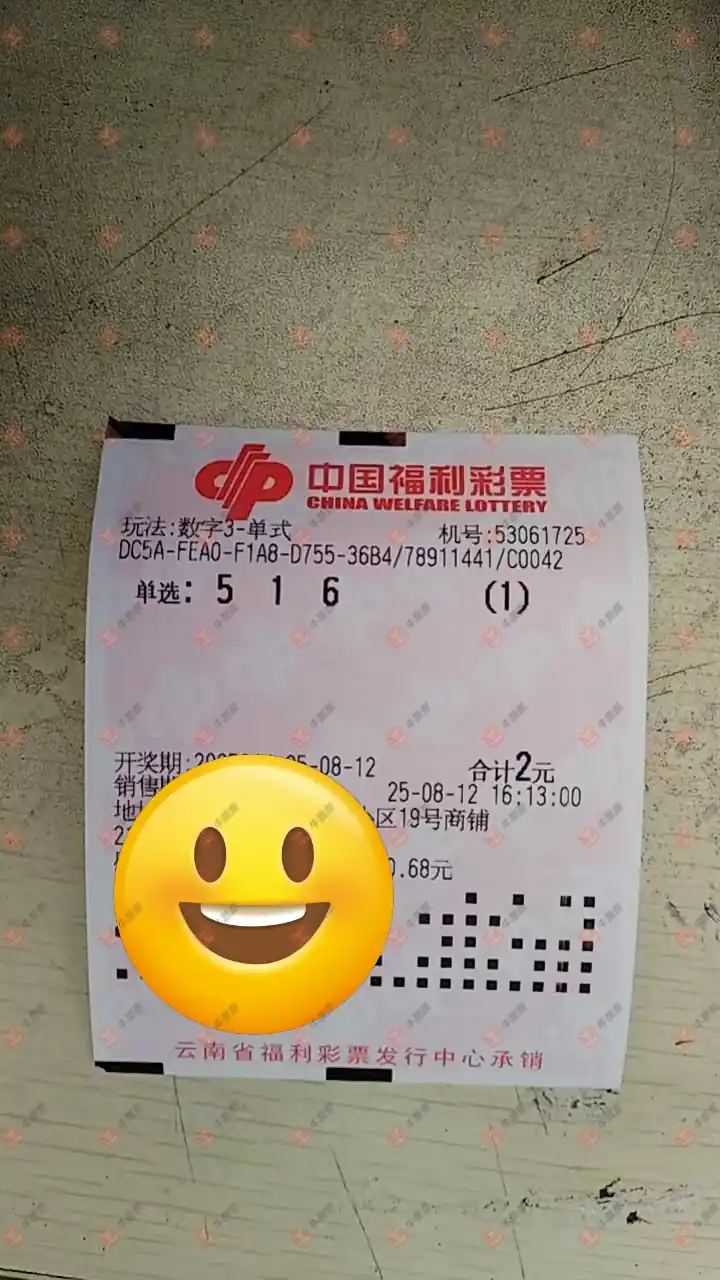 中国福利彩票
CHINA WELFARE LOTTERY
玩法:数字3-单式 机号:53061725
DC5A-FEA0-F1A8-D755-36B4/78911441/C0042
单选: 5 1 6 (1)
开奖期: 5-08-12 合计2元
销售 25-08-12 16:13:00
区19号商铺
.68元
云南省福利彩票发行中心承销